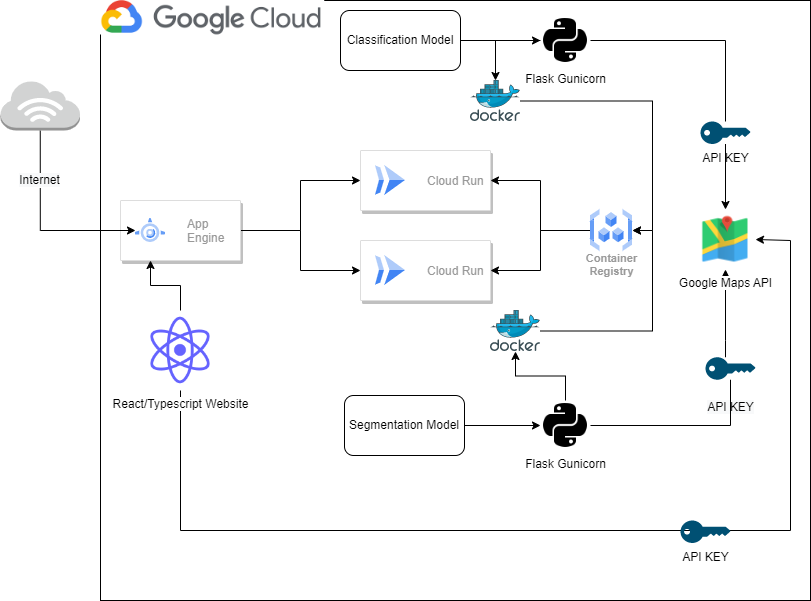 Google Cloud
Classification Model
Flask Gunicorn
docker
API KEY
Internet
Cloud Run
App
Engine
Container
Registry
Cloud Run
Google Maps API
docker
React/Typescript Website
API KEY
Segmentation Model
Flask Gunicorn
API KEY